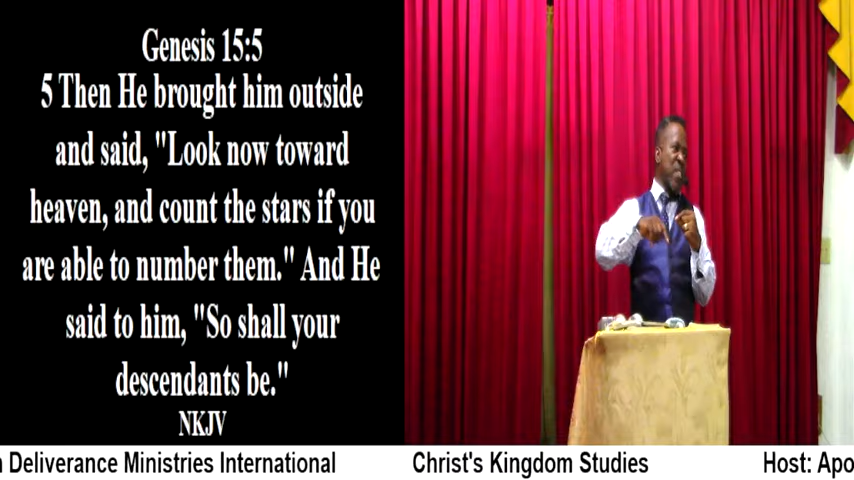 Genesis 15:5
5 Then He brought him outside
and said, "Look now toward
heaven, and count the stars if you
are able to number them." And He
said to him, "So shall your
descendants be."
NKJV
Deliverance Ministries International Christ's Kingdom Studies Host: